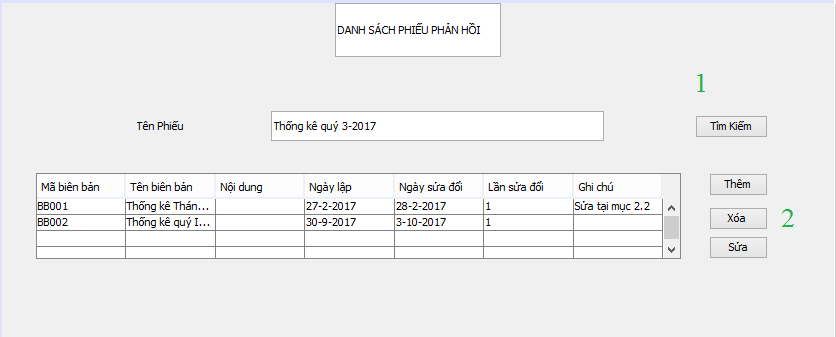 DANH SÁCH PHIẾU PHẢN HỒI
1
Tên Phiếu Thống kê quý 3-2017 Tìm Kiếm
Mã biên bản Tên biên bản Nội dung Ngày lập Ngày sửa đổi Lần sửa đổi Ghi chú Thêm
BB001 Thống kê Thán... 27-2-2017 28-2-2017 1 Sửa tại mục 2.2
BB002 Thống kê quý I... 30-9-2017 3-10-2017 1 Xóa 2
Sửa